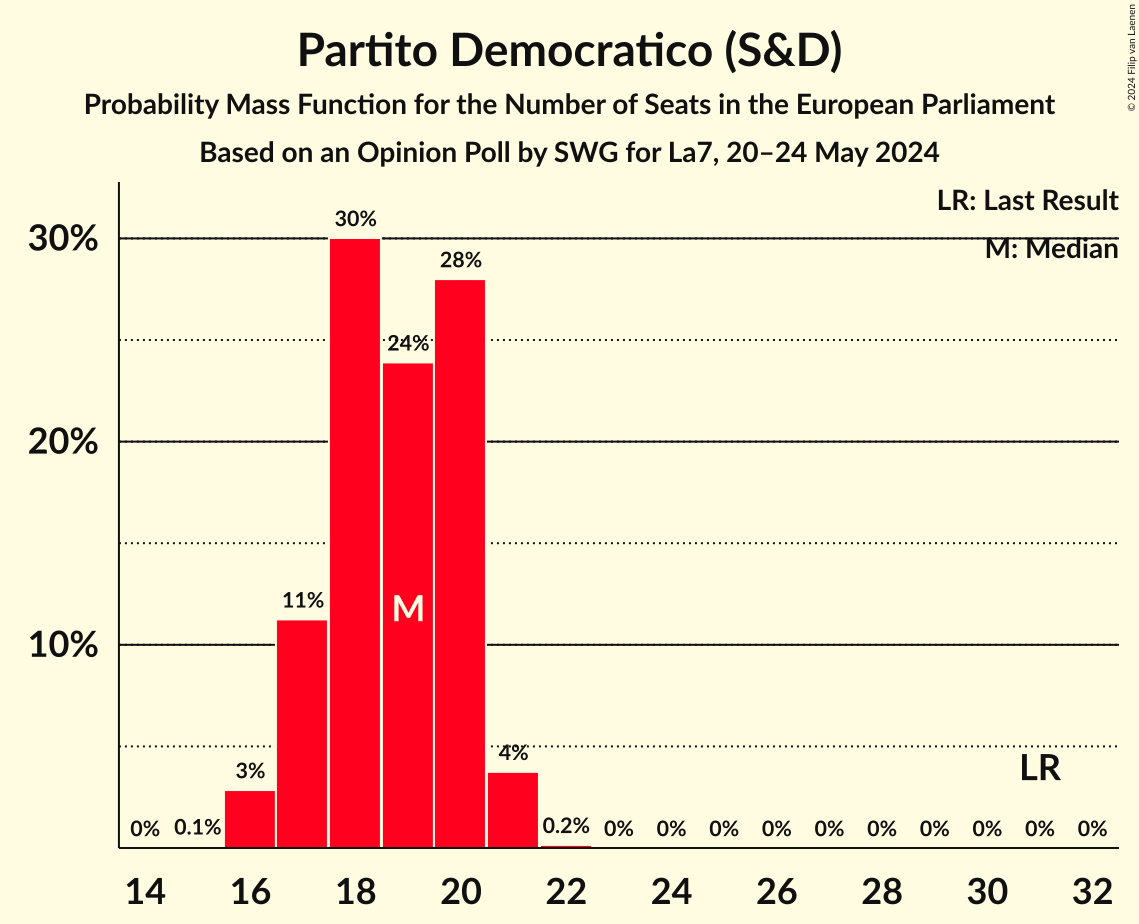 Partito Democratico (S&D)
Probability Mass Function for the Number of Seats in the European Parliament
Based on an Opinion Poll by SWG for La7, 20–24 May 2024
© 2024 Filip van Laenen
LR: Last Result
M: Median
30%
20%
10%
0% 0.1% 3% 11% 30% 24% 28% 4% 0.2% 0% 0% 0% 0% 0% 0% 0% 0% 0% 0%
M
LR
14 16 18 20 22 24 26 28 30 32